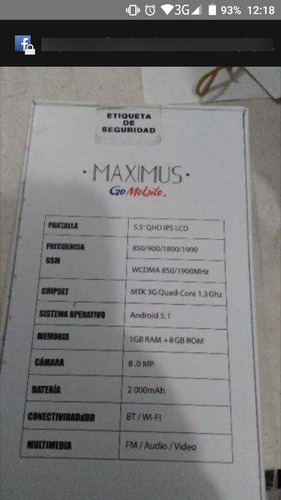 3G 93% 12:18
ETIQUETA
DE
SEGURIDAD
· MAXIMUS ·
Go Mobile.
PANTALLA 5.5' QHD IPS LCD
FRECUENCIA 850/900/1800/1900
GSM WCDMA 850/1900MHz
CHIPSET MTK 3G Quad-Core 1.3Ghz
SISTEMA OPERATIVO Android 5.1
MEMORIA 1GB RAM + 8GB ROM
CÁMARA 8.0 MP
BATERÍA 2 000mAh
CONECTIVIDADdBD BT / WI-FI
MULTIMEDIA FM / Audio / Video